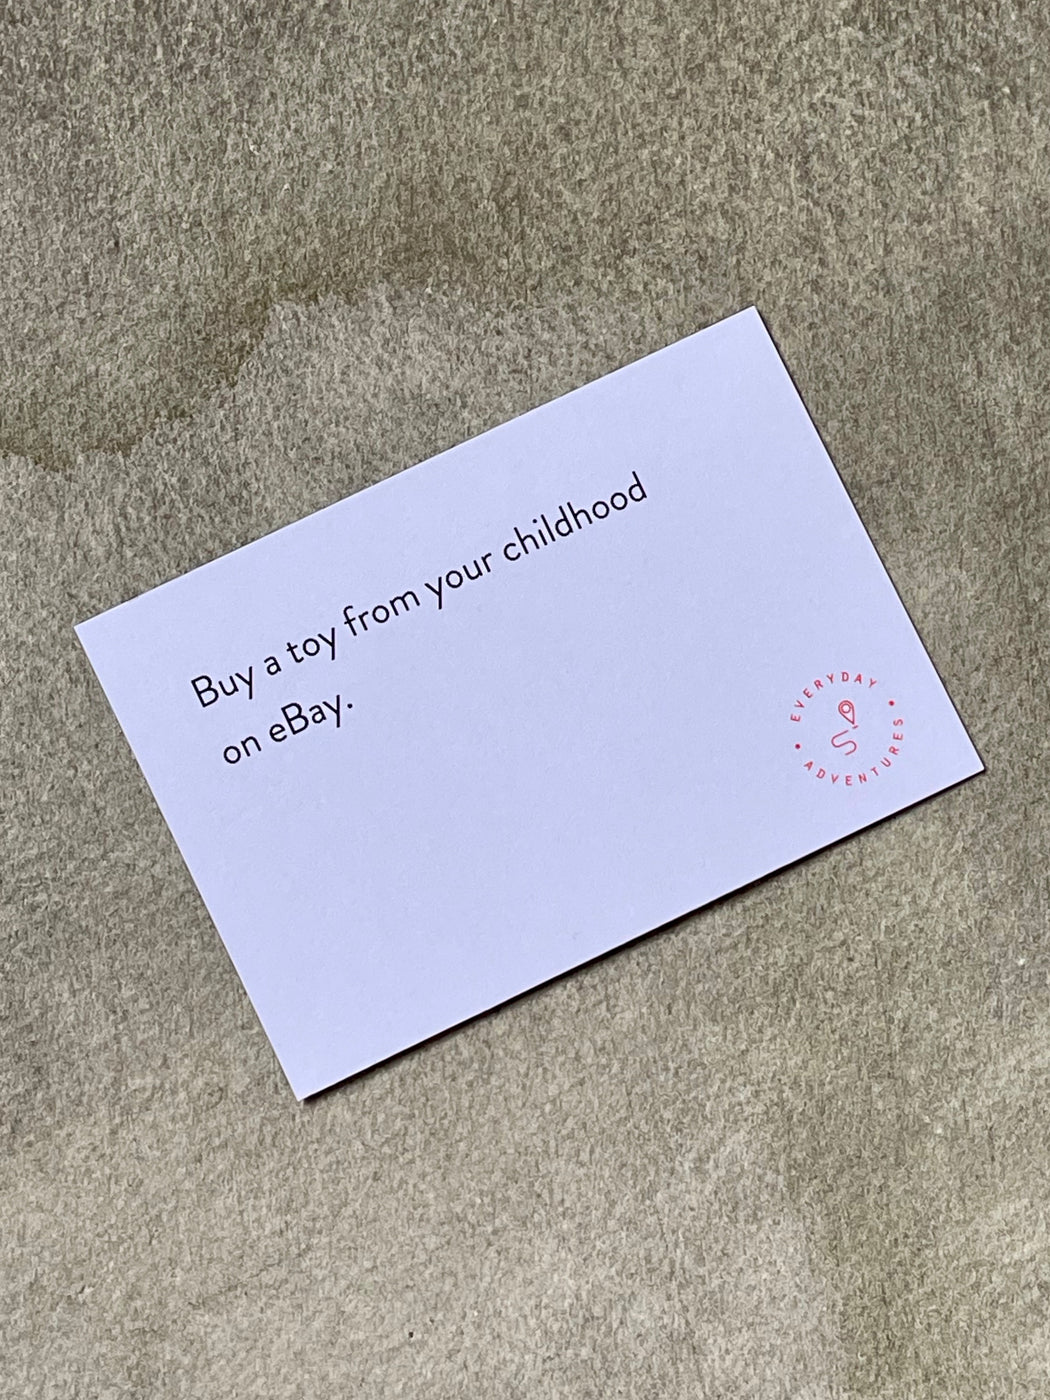 Buy a toy from your childhood
on eBay.
EVERYDAY
ADVENTURES